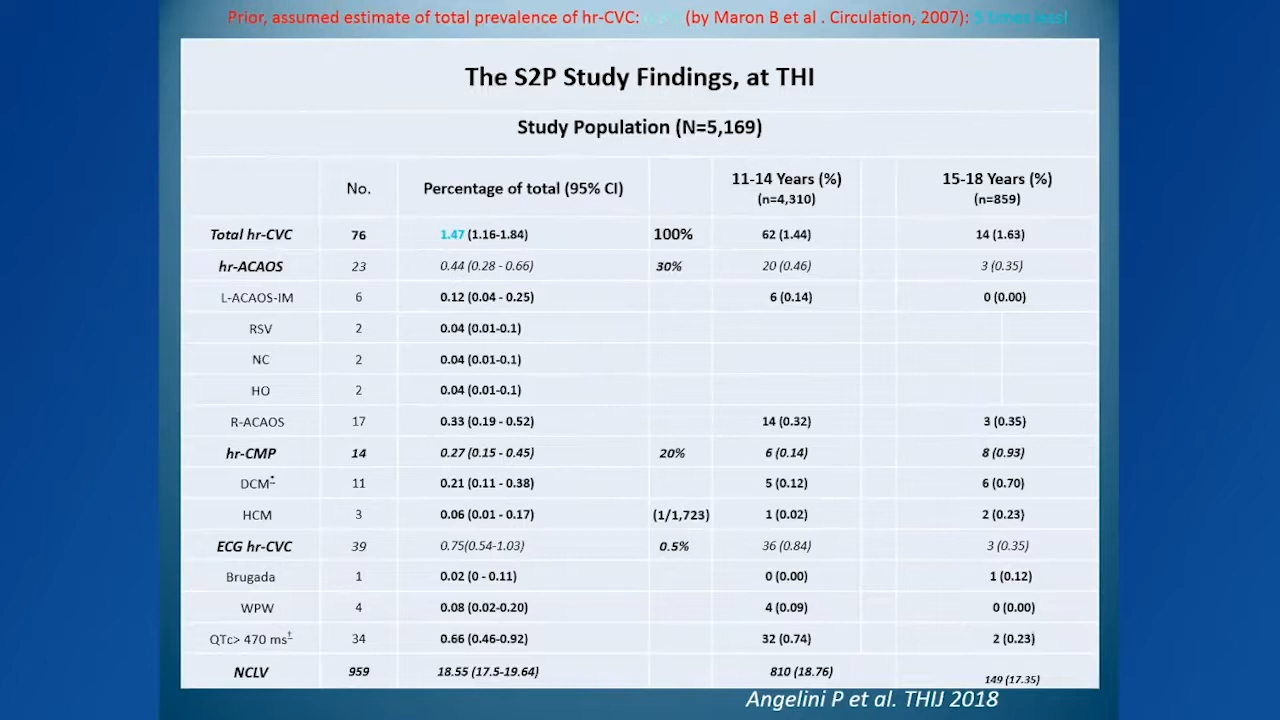 Prior, assumed estimate of total prevalence of hr-CVC: (by Maron B et al . Circulation, 2007): 5 times less!
The S2P Study Findings, at THI
Study Population (N=5,169)
No. Percentage of total (95% CI) 11-14 Years (%) (n=4,310) 15-18 Years (%) (n=859)
Total hr-CVC 76 1.47 (1.16-1.84) 100% 62 (1.44) 14 (1.63)
hr-ACAOS 23 0.44 (0.28 - 0.66) 30% 20 (0.46) 3 (0.35)
L-ACAOS-IM 6 0.12 (0.04 - 0.25) 6 (0.14) 0 (0.00)
RSV 2 0.04 (0.01-0.1)
NC 2 0.04 (0.01-0.1)
HO 2 0.04 (0.01-0.1)
R-ACAOS 17 0.33 (0.19 - 0.52) 14 (0.32) 3 (0.35)
hr-CMP 14 0.27 (0.15 - 0.45) 20% 6 (0.14) 8 (0.93)
DCM 11 0.21 (0.11 - 0.38) 5 (0.12) 6 (0.70)
HCM 3 0.06 (0.01 - 0.17) (1/1,723) 1 (0.02) 2 (0.23)
ECG hr-CVC 39 0.75(0.54-1.03) 0.5% 36 (0.84) 3 (0.35)
Brugada 1 0.02 (0 - 0.11) 0 (0.00) 1 (0.12)
WPW 4 0.08 (0.02-0.20) 4 (0.09) 0 (0.00)
QTc> 470 ms† 34 0.66 (0.46-0.92) 32 (0.74) 2 (0.23)
NCLV 959 18.55 (17.5-19.64) 810 (18.76) 149 (17.35)
Angelini P et al. THIJ 2018